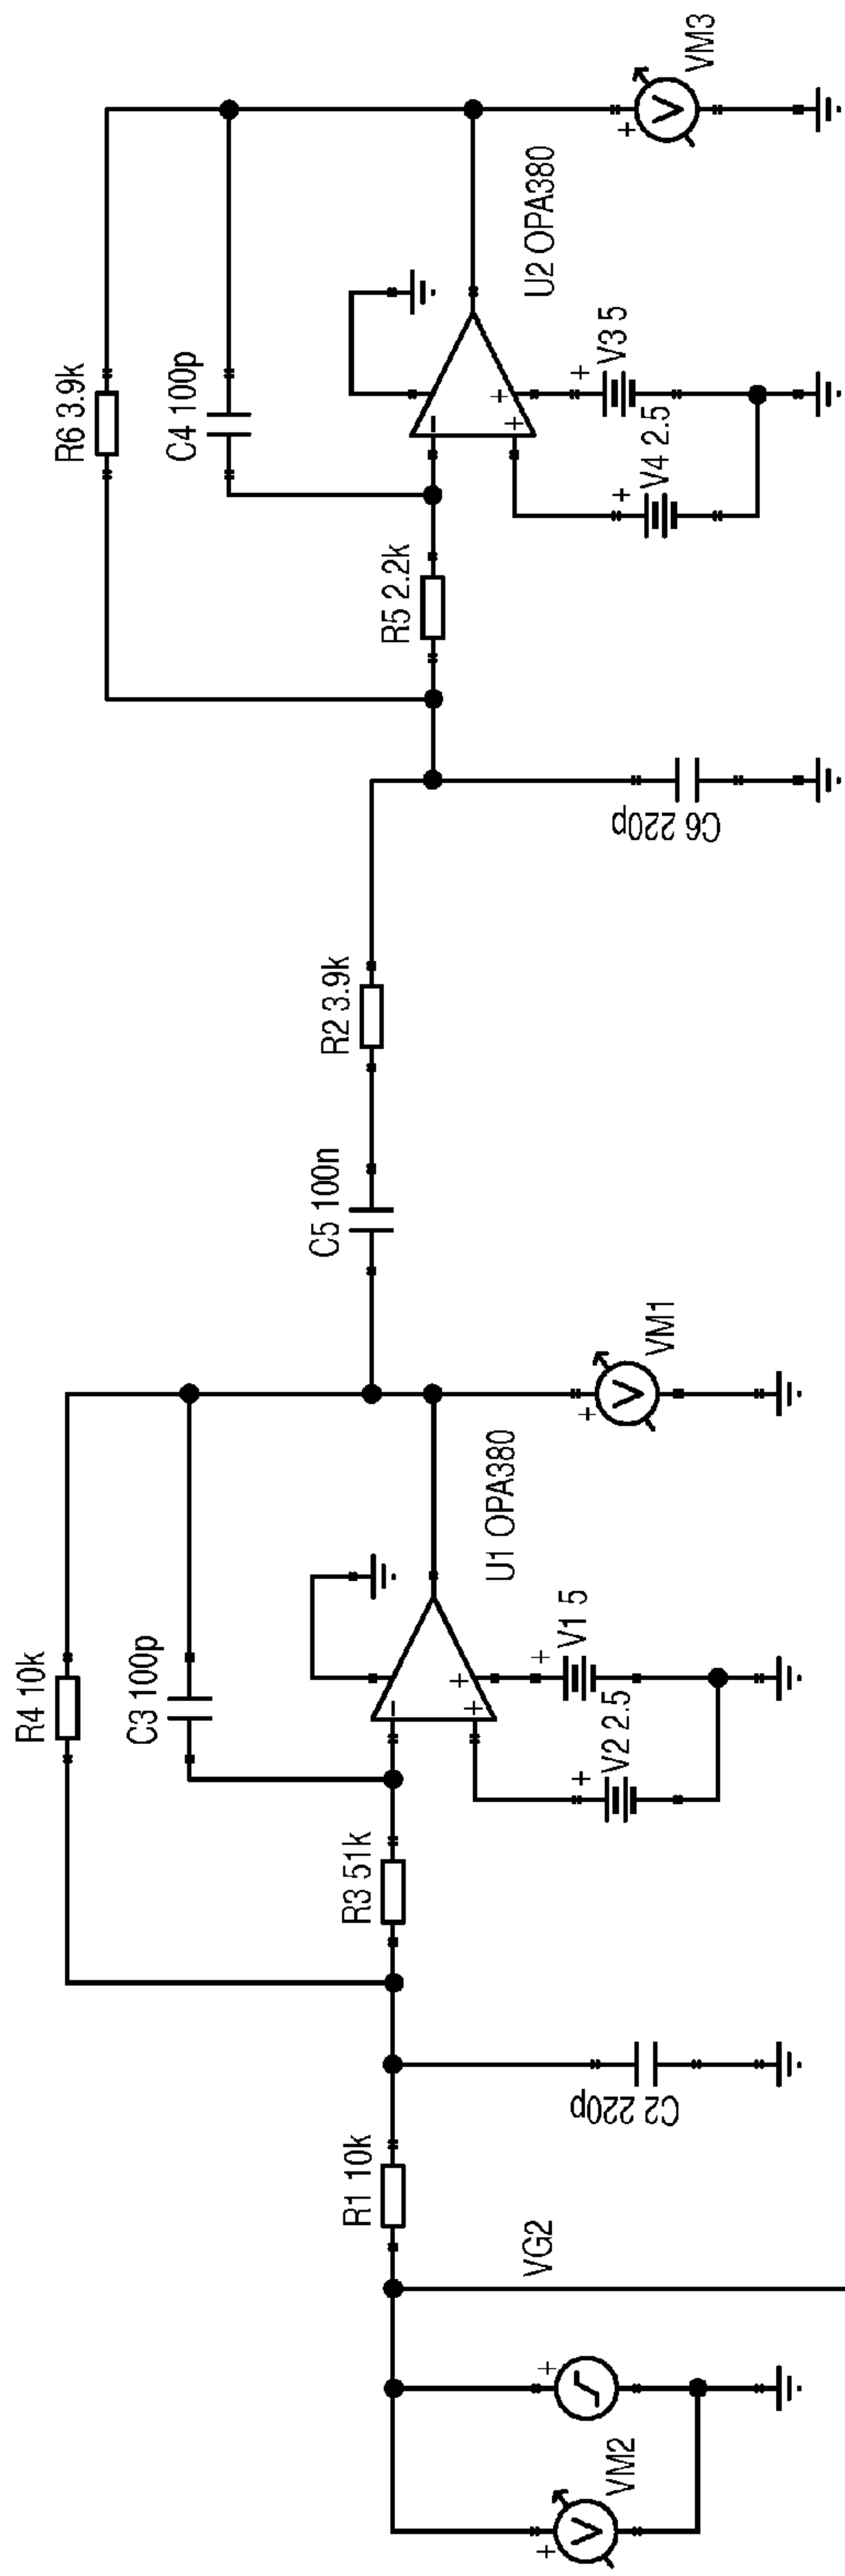 R4 10k
R6 3.9k
C3 100p
C4 100p
VM2
VG2
R1 10k
C2 220p
R3 51k
V2 2.5
V1 5
U1 OPA380
VM1
C5 100n
R2 3.9k
C6 220p
R5 2.2k
V4 2.5
V3 5
U2 OPA380
VM3